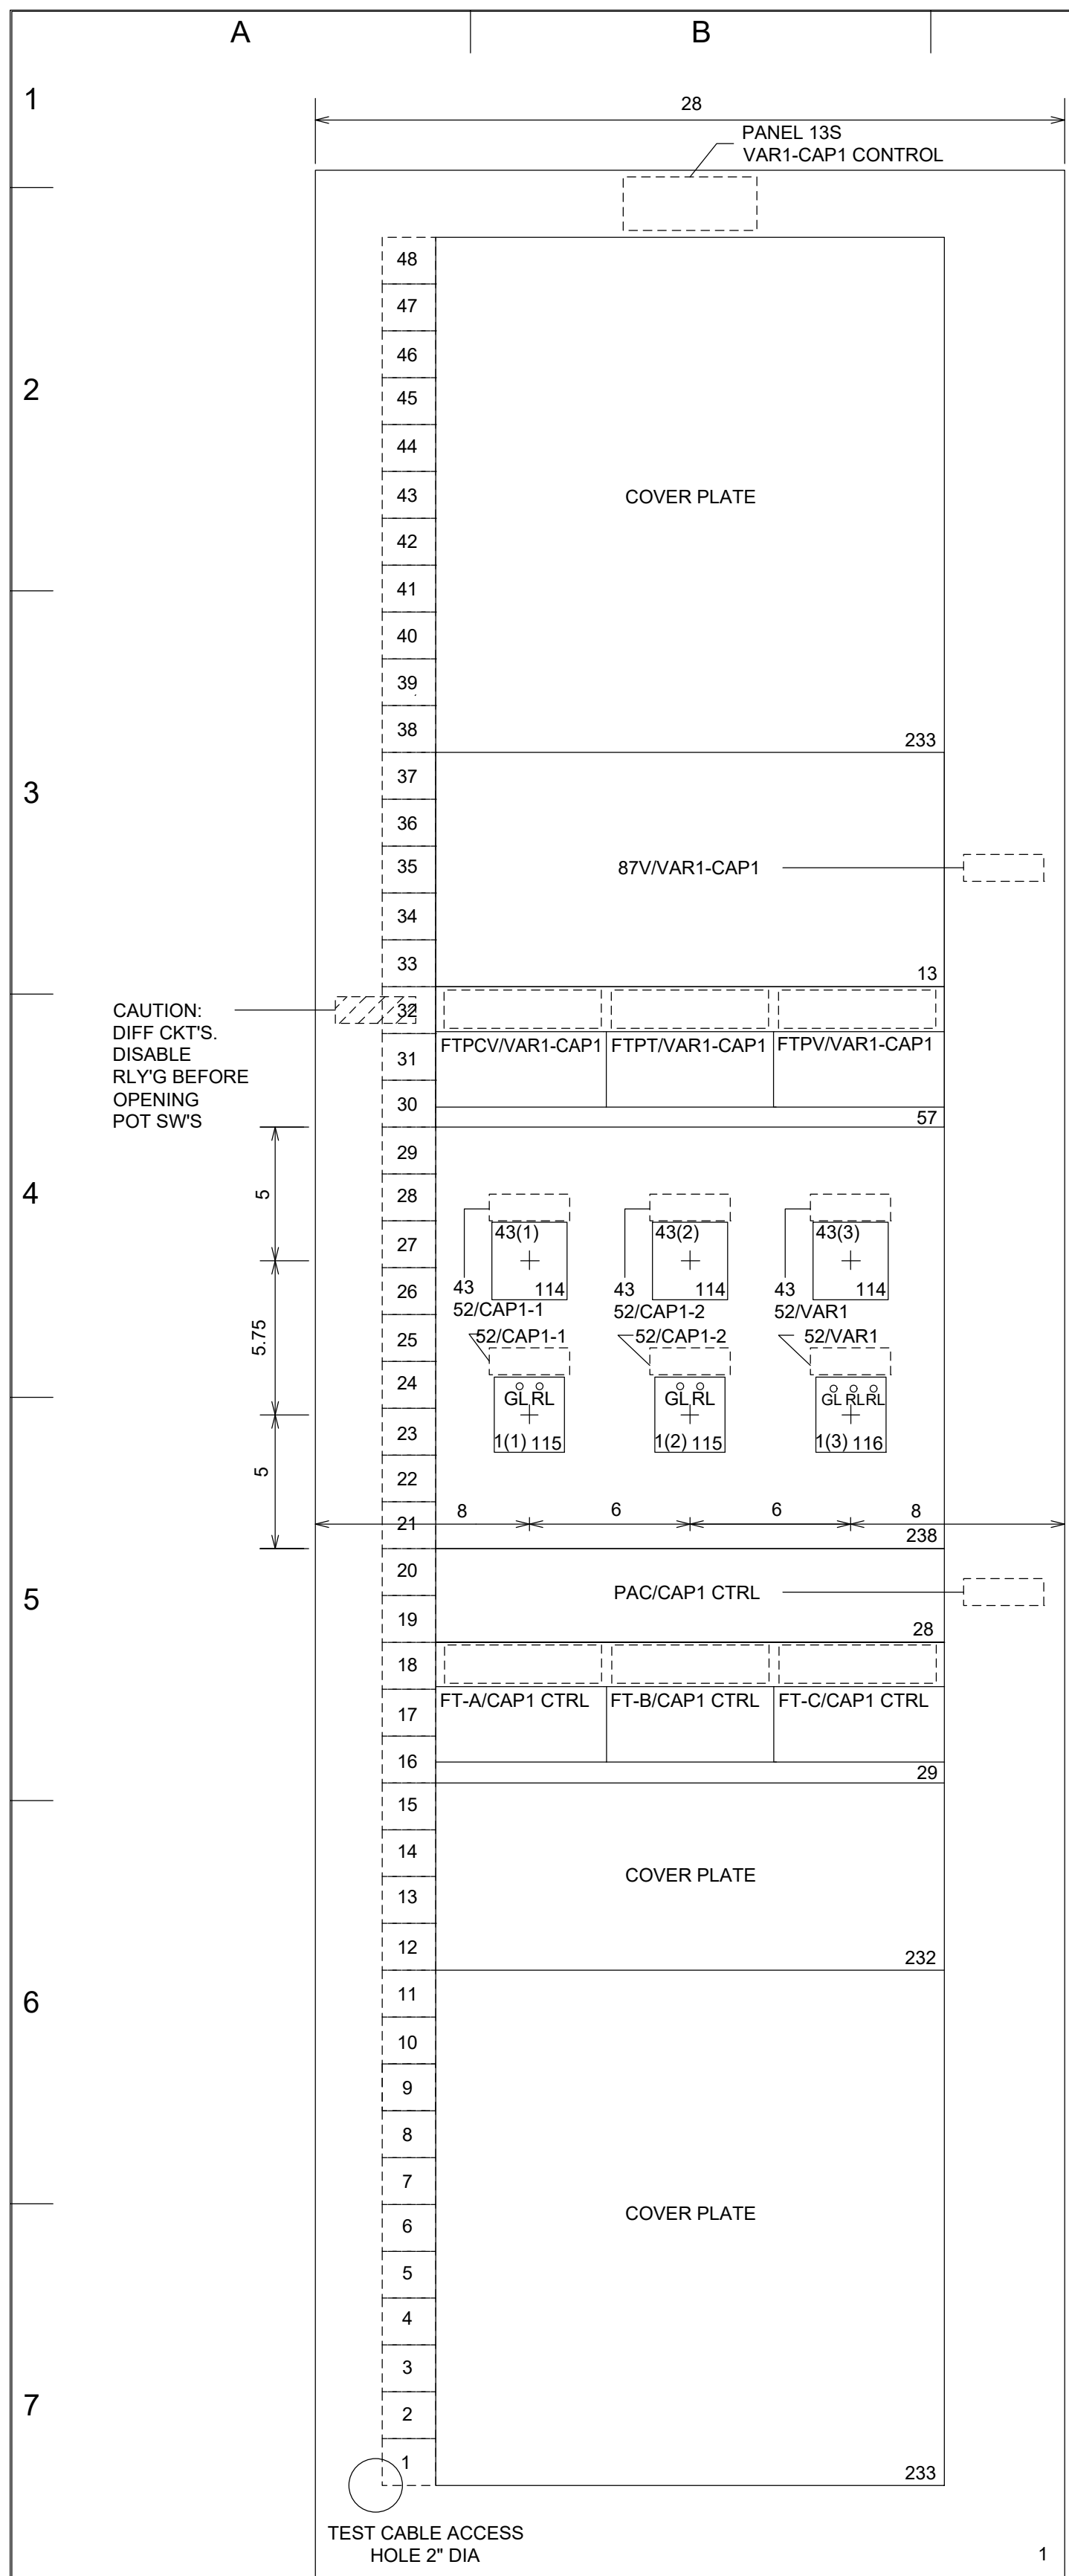 A
B
1
28
PANEL 13S
VAR1-CAP1 CONTROL
48
47
46
2
45
44
43
COVER PLATE
42
41
40
39
38
233
37
3
36
35
87V/VAR1-CAP1
34
33
13
CAUTION:
DIFF CKT'S.
DISABLE
RLY'G BEFORE
OPENING
POT SW'S
32
31
FTPCV/VAR1-CAP1
FTPT/VAR1-CAP1
FTPV/VAR1-CAP1
30
57
29
4
5
28
27
43(1)
43(2)
43(3)
26
43
114
43
114
43
114
52/CAP1-1
52/CAP1-2
52/VAR1
5.75
25
52/CAP1-1
52/CAP1-2
52/VAR1
24
GL RL
GL RL
GL RL RL
23
1(1) 115
1(2) 115
1(3) 116
5
22
21
8
6
6
8
238
20
5
PAC/CAP1 CTRL
19
28
18
17
FT-A/CAP1 CTRL
FT-B/CAP1 CTRL
FT-C/CAP1 CTRL
16
29
15
14
COVER PLATE
13
12
232
11
6
10
9
8
7
6
COVER PLATE
5
4
3
7
2
1
233
TEST CABLE ACCESS
HOLE 2" DIA
1